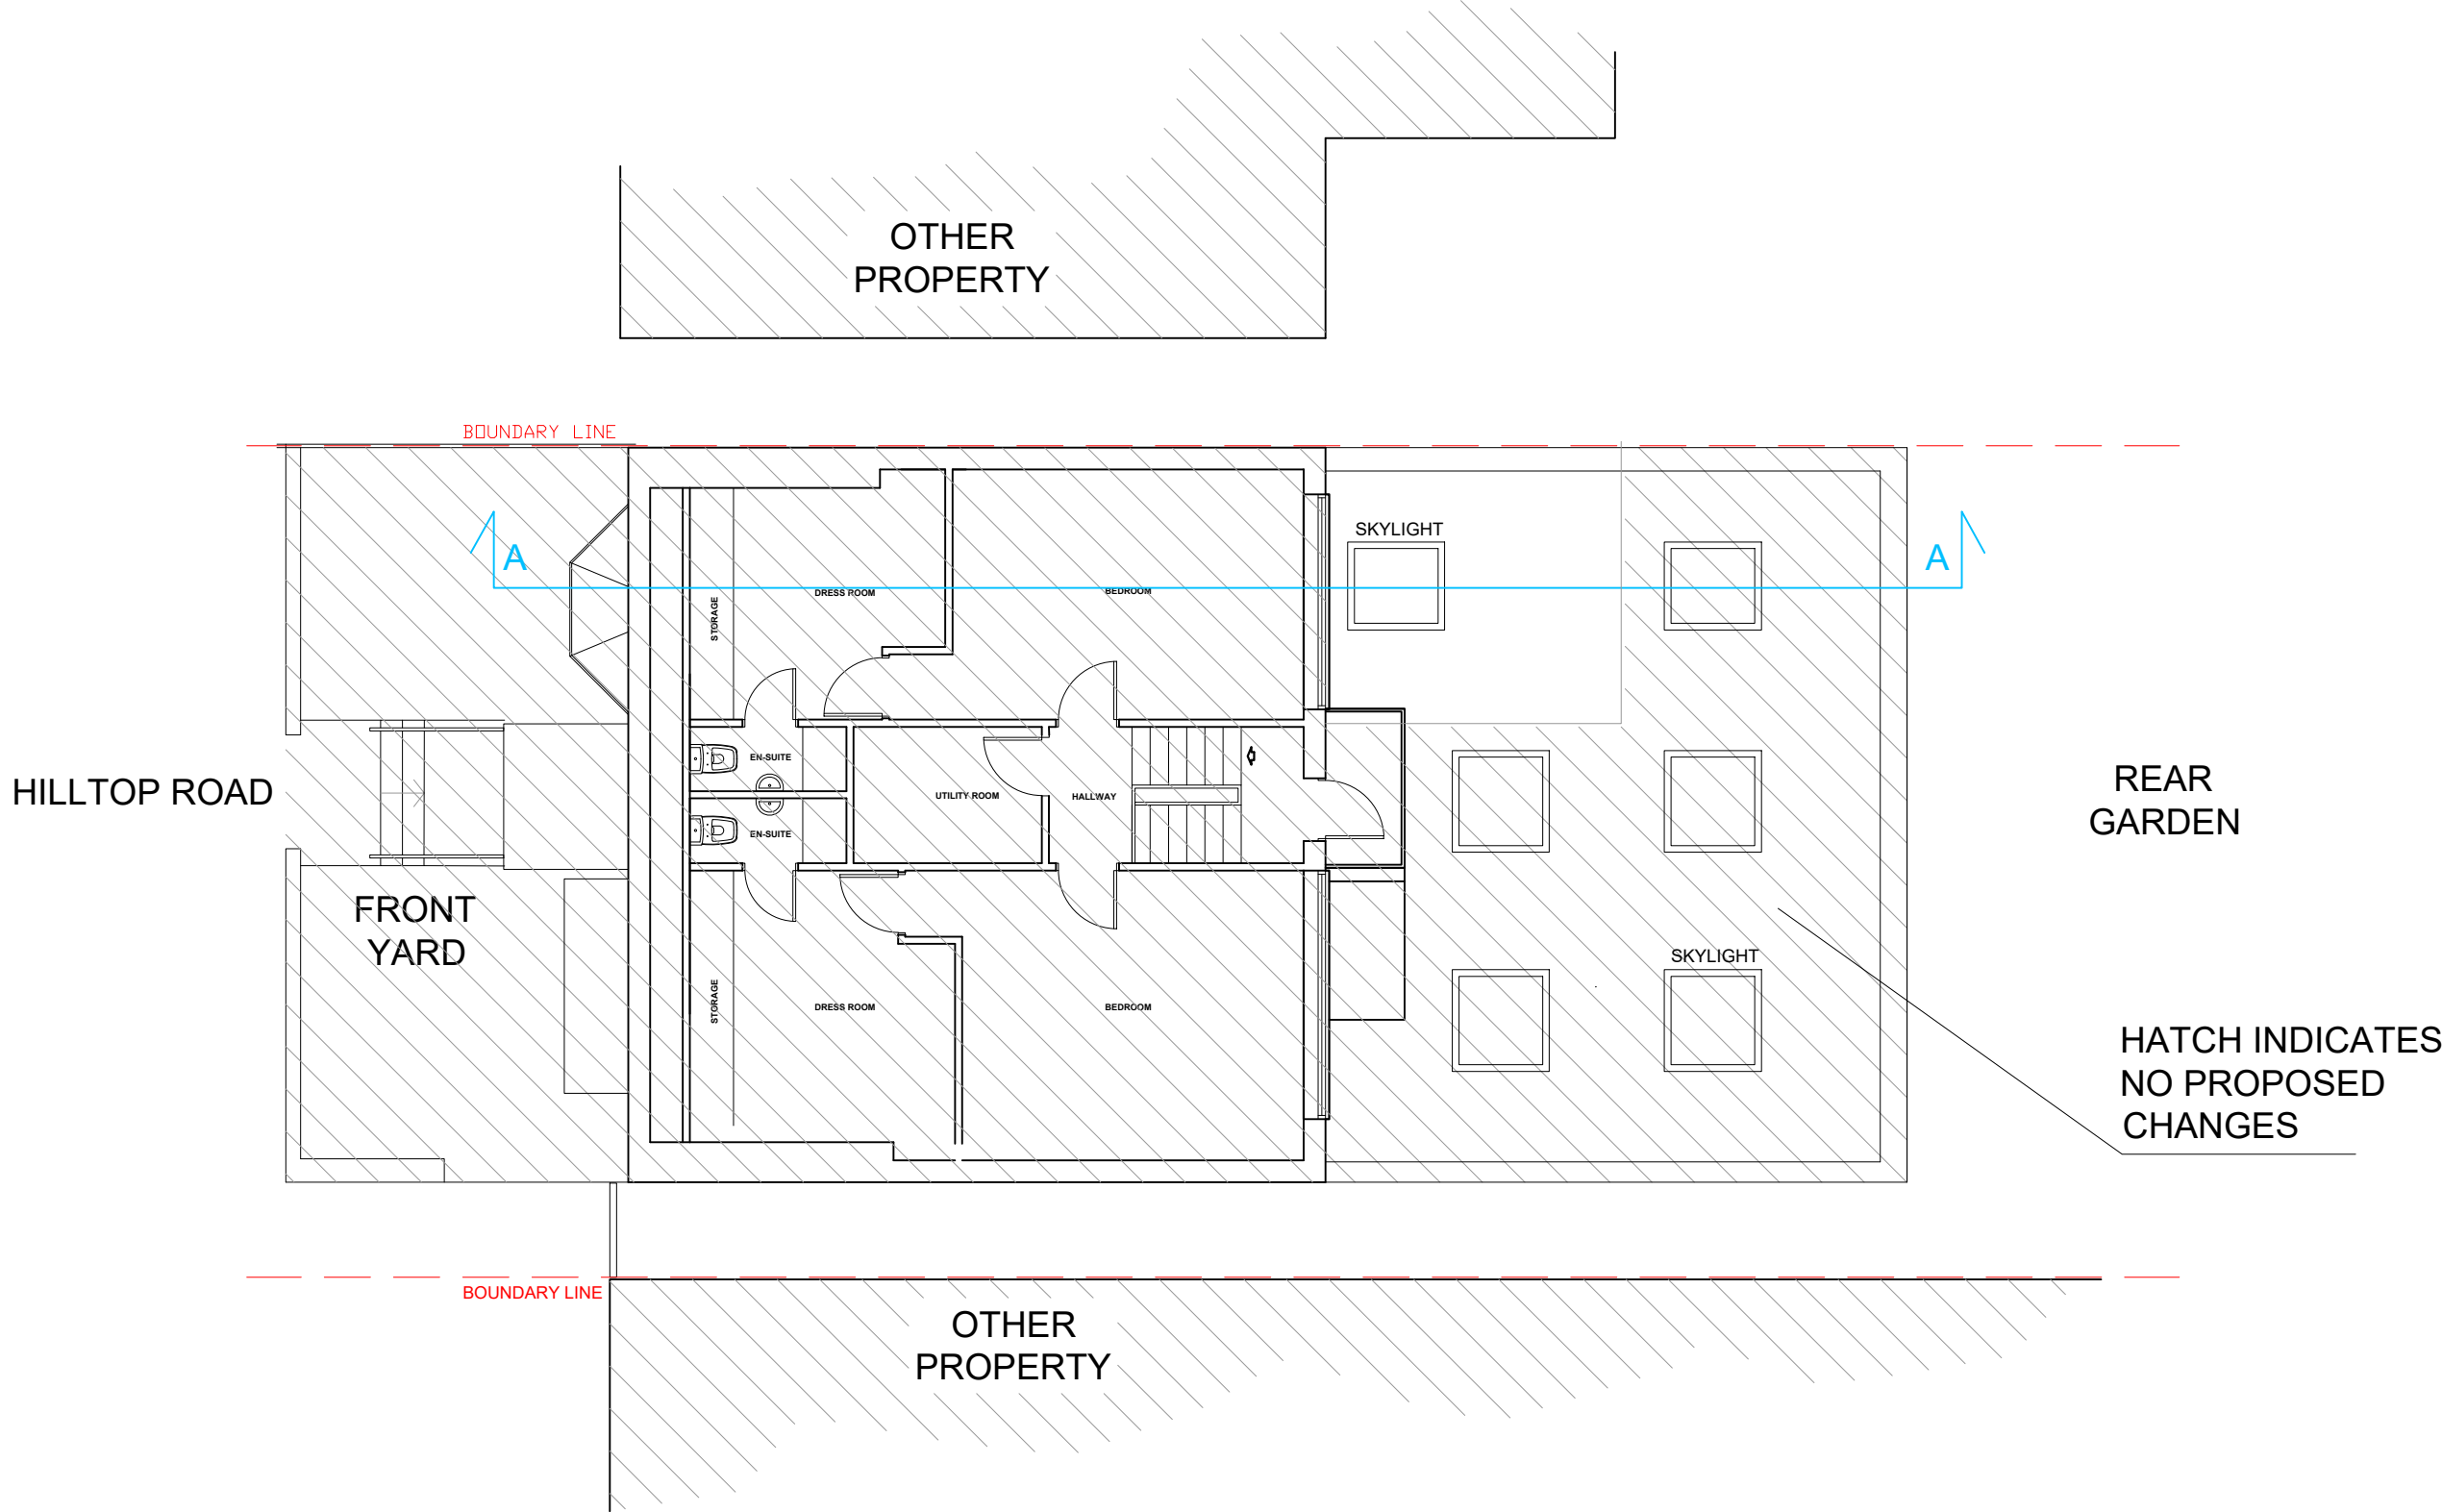 OTHER
PROPERTY
BOUNDARY LINE
SKYLIGHT
A
A
DRESS ROOM
BEDROOM
STORAGE
EN-SUITE
HILLTOP ROAD
UTILITY ROOM
HALLWAY
REAR
GARDEN
EN-SUITE
FRONT
YARD
SKYLIGHT
STORAGE
DRESS ROOM
BEDROOM
HATCH INDICATES
NO PROPOSED
CHANGES
BOUNDARY LINE
OTHER
PROPERTY